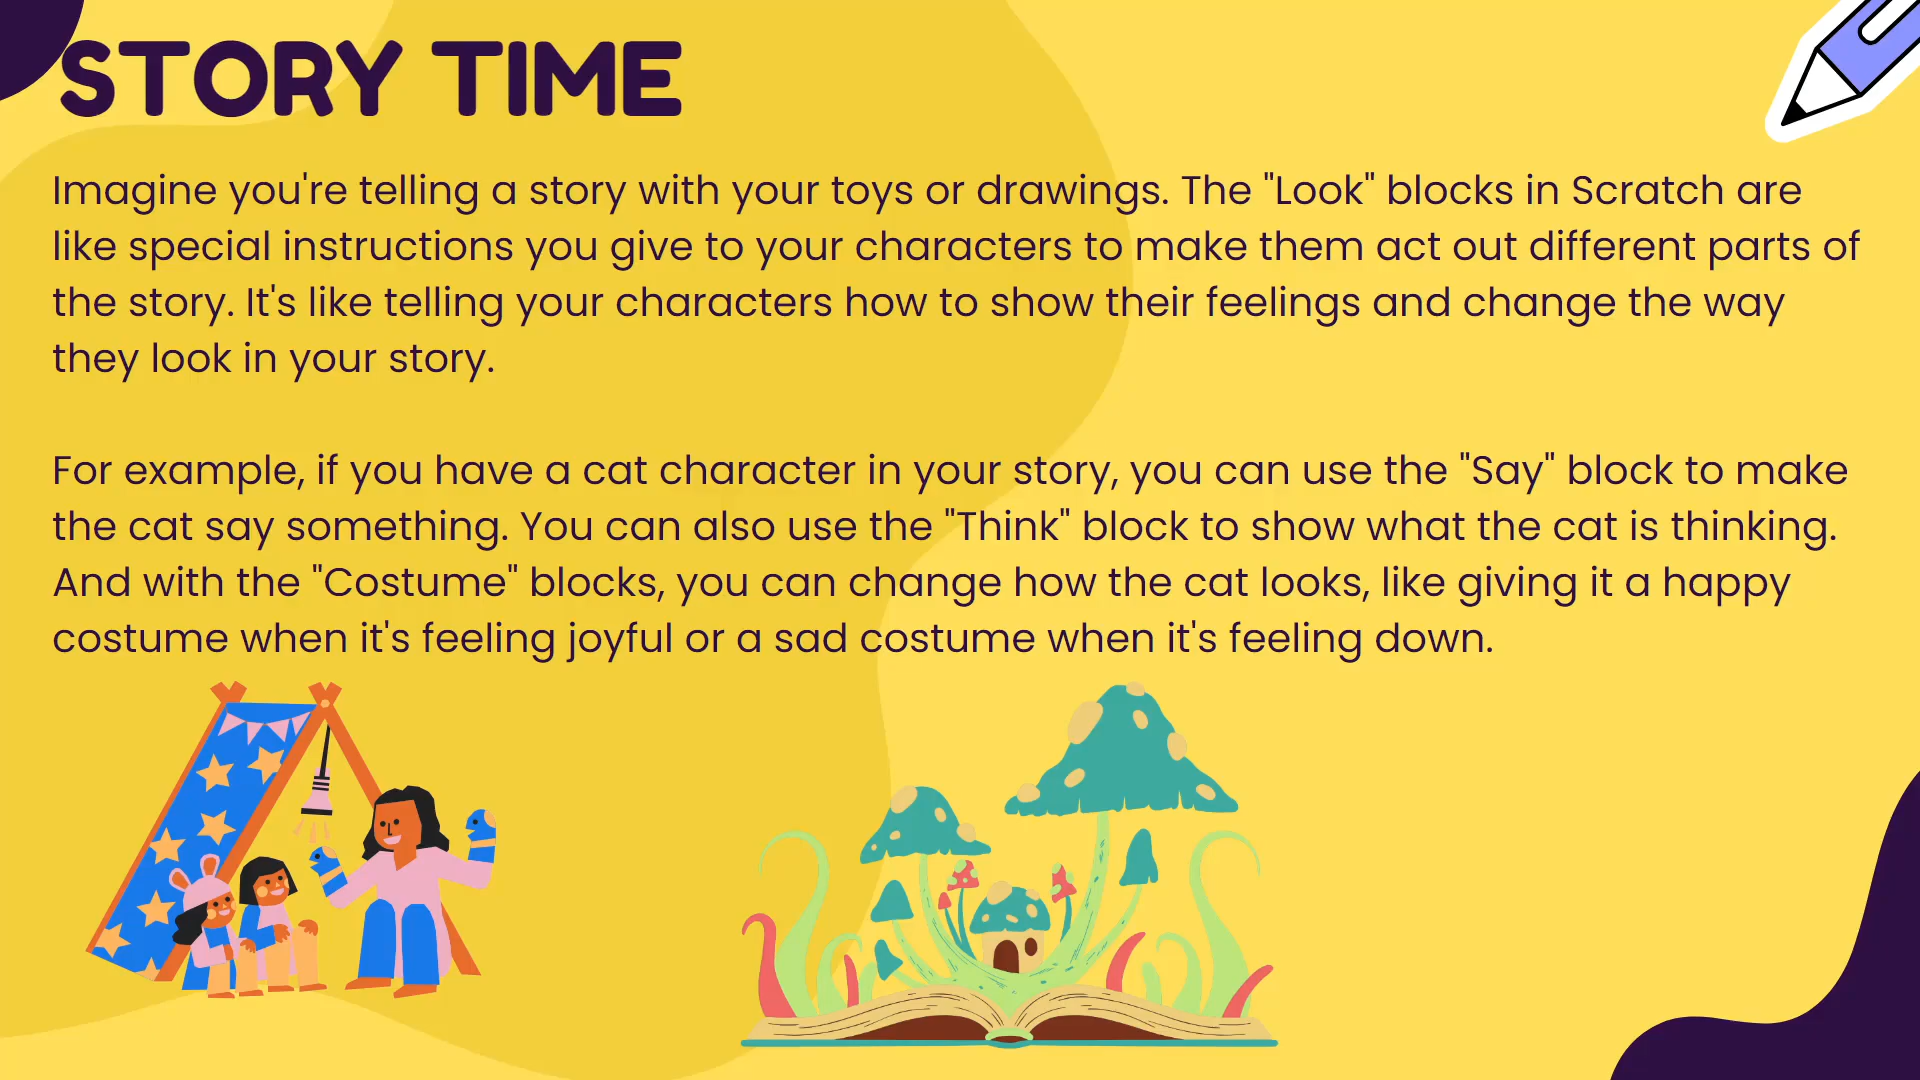 STORY TIME
Imagine you're telling a story with your toys or drawings. The "Look" blocks in Scratch are
like special instructions you give to your characters to make them act out different parts of
the story. It's like telling your characters how to show their feelings and change the way
they look in your story.
For example, if you have a cat character in your story, you can use the "Say" block to make
the cat say something. You can also use the "Think" block to show what the cat is thinking.
And with the "Costume" blocks, you can change how the cat looks, like giving it a happy
costume when it's feeling joyful or a sad costume when it's feeling down.